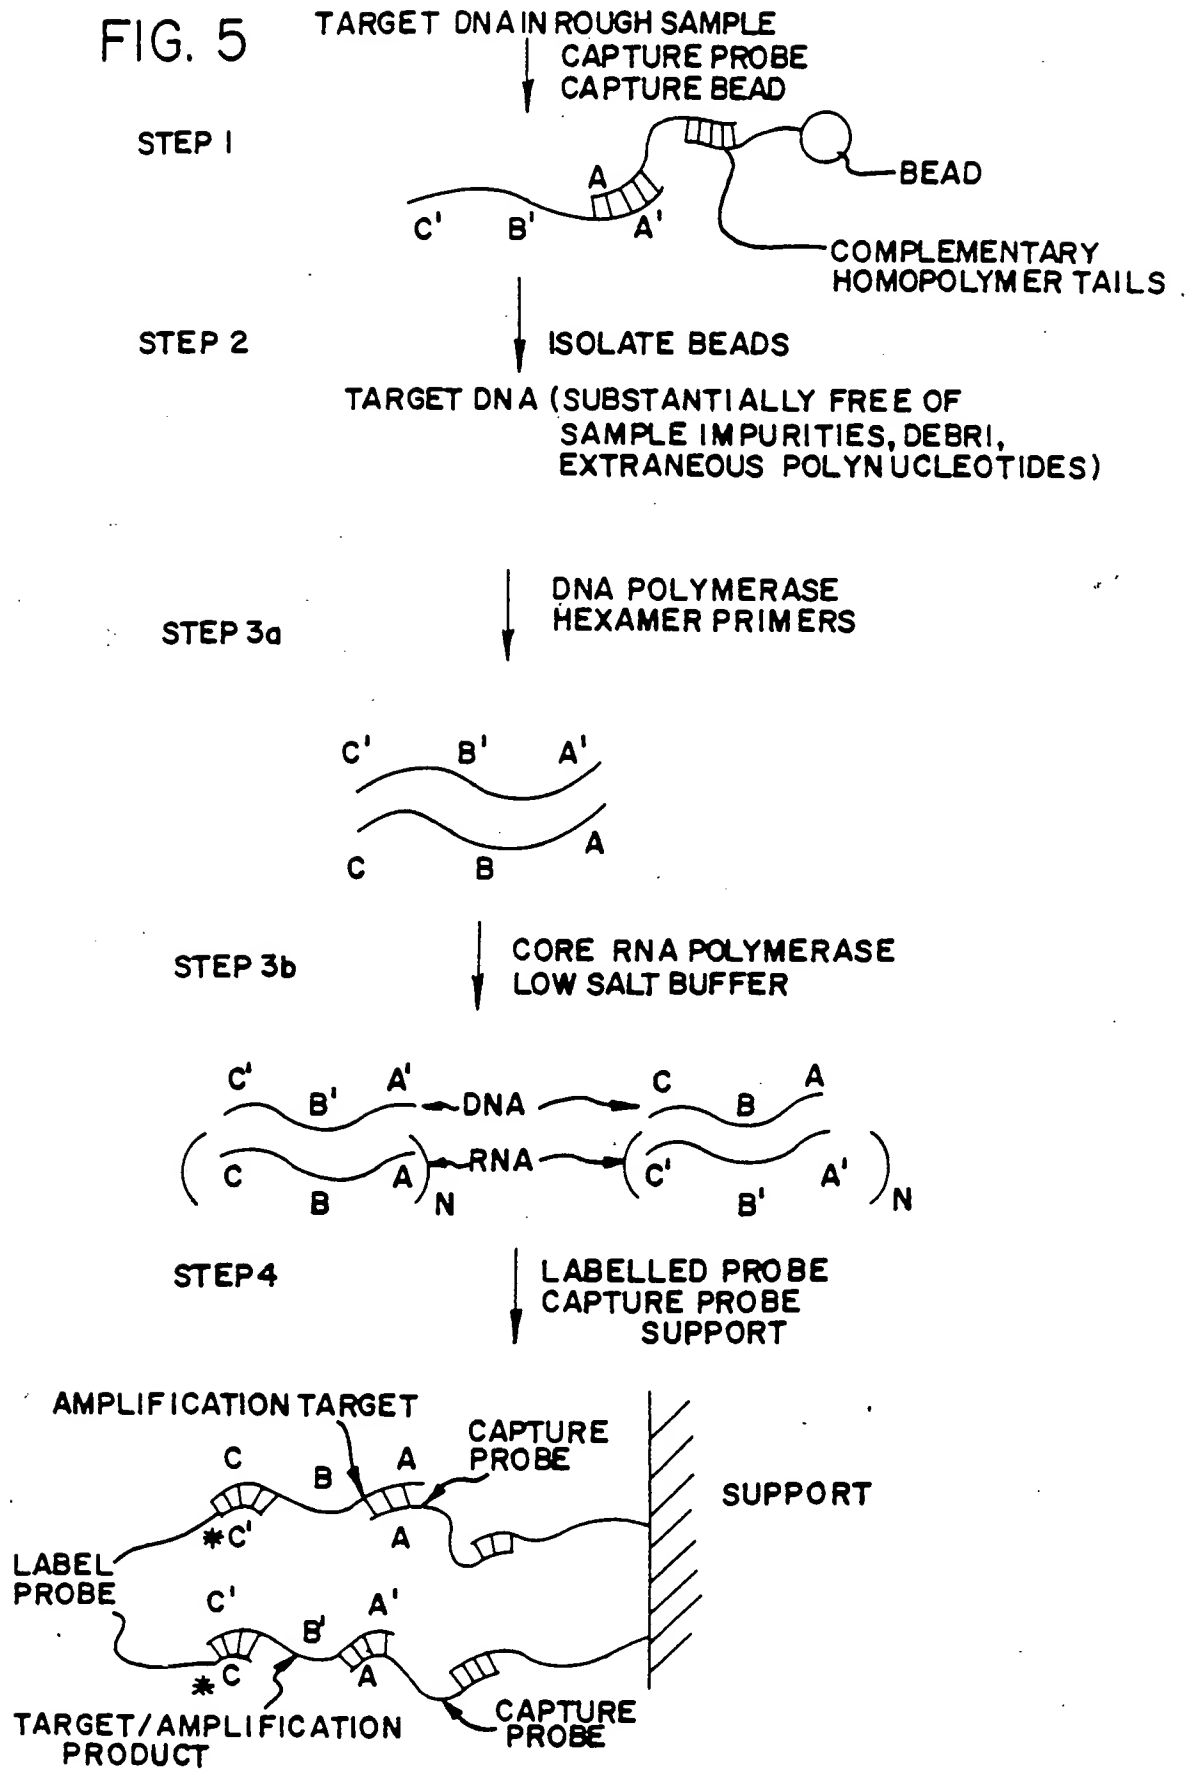 FIG. 5
TARGET DNA IN ROUGH SAMPLE
CAPTURE PROBE
CAPTURE BEAD
STEP 1
A
BEAD
C' B' A'
COMPLEMENTARY
HOMOPOLYMER TAILS
STEP 2
ISOLATE BEADS
TARGET DNA (SUBSTANTIALLY FREE OF
SAMPLE IMPURITIES, DEBRI,
EXTRANEOUS POLYNUCLEOTIDES)
DNA POLYMERASE
HEXAMER PRIMERS
STEP 3a
C' B' A'
C B A
CORE RNA POLYMERASE
LOW SALT BUFFER
STEP 3b
C' B' A' DNA C B A
( C B A ) N RNA ( C' B' A' ) N
STEP 4
LABELLED PROBE
CAPTURE PROBE
SUPPORT
AMPLIFICATION TARGET
CAPTURE
PROBE
C B A
SUPPORT
*C' A
LABEL
PROBE
C' B' A'
* C A
TARGET/AMPLIFICATION
PRODUCT
CAPTURE
PROBE